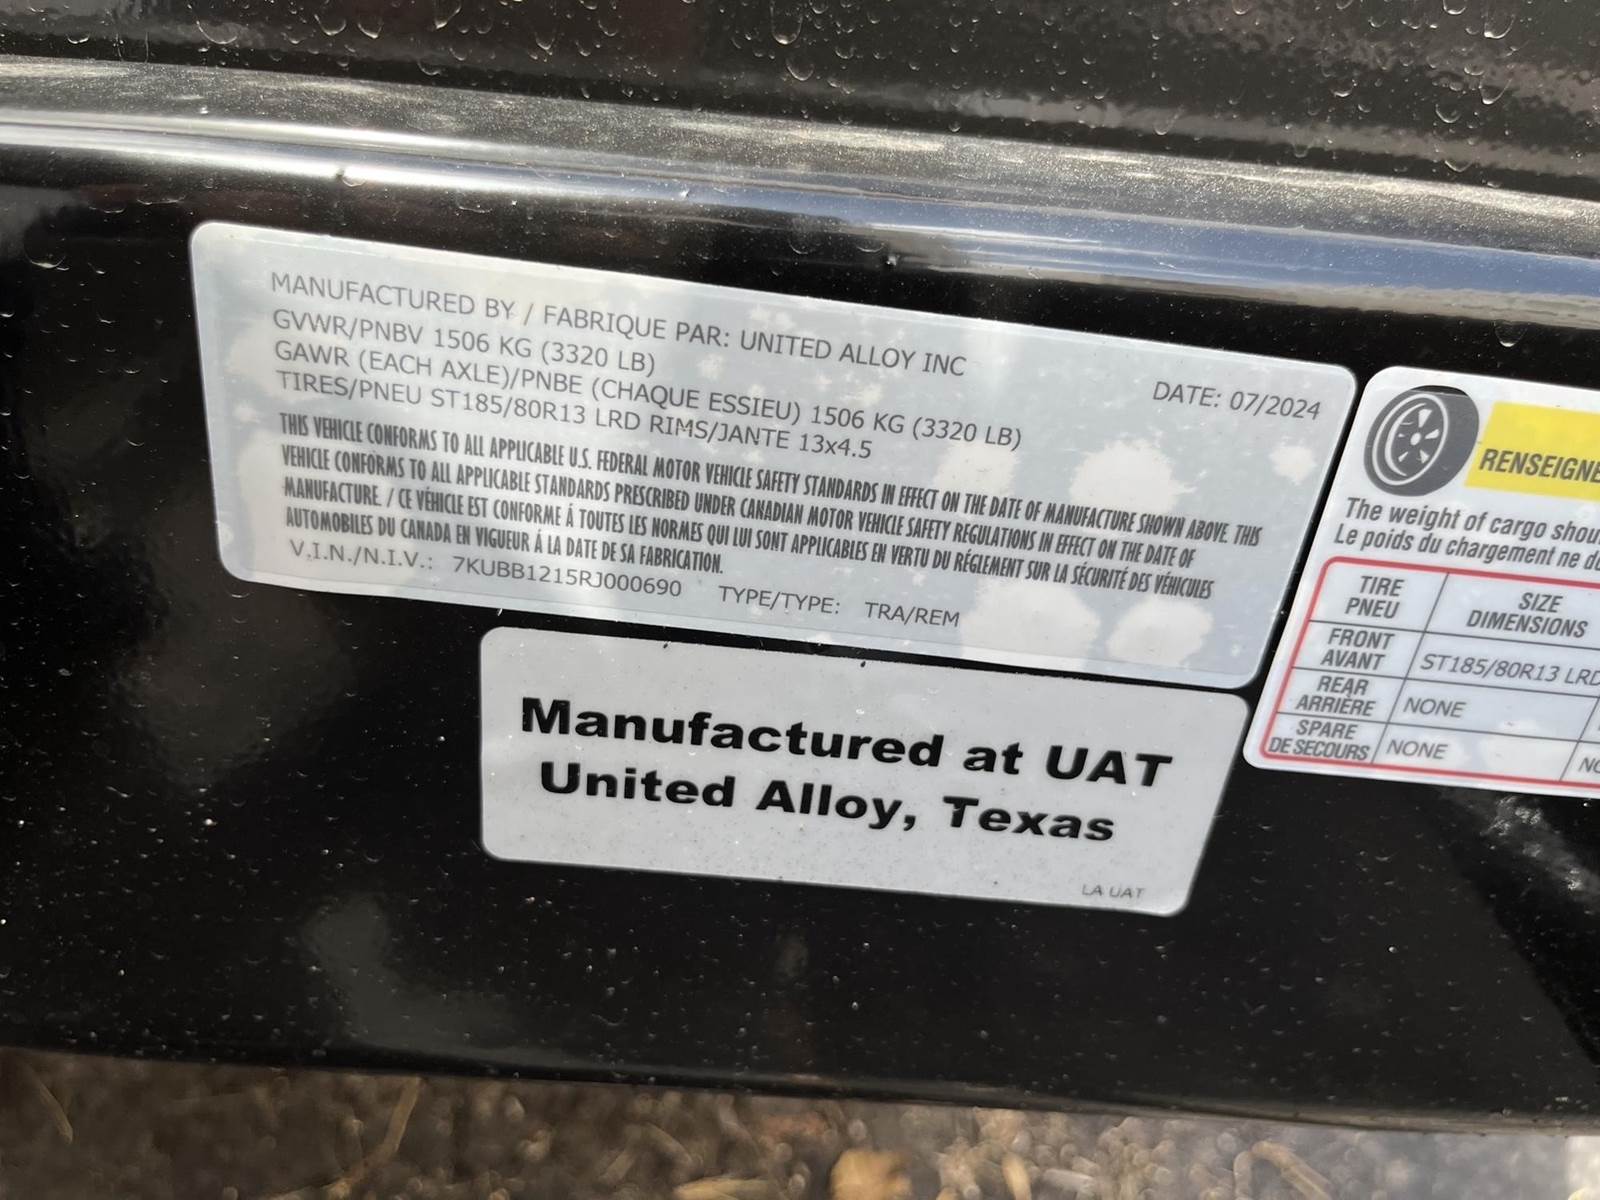 MANUFACTURED BY / FABRIQUE PAR: UNITED ALLOY INC
GVWR/PNBV 1506 KG (3320 LB)
DATE: 07/2024
GAWR (EACH AXLE)/PNBE (CHAQUE ESSIEU) 1506 KG (3320 LB)
TIRES/PNEU ST185/80R13 LRD RIMS/JANTE 13x4.5
THIS VEHICLE CONFORMS TO ALL APPLICABLE U.S. FEDERAL MOTOR VEHICLE SAFETY STANDARDS IN EFFECT ON THE DATE OF MANUFACTURE SHOWN ABOVE. THIS
VEHICLE CONFORMS TO ALL APPLICABLE STANDARDS PRESCRIBED UNDER CANADIAN MOTOR VEHICLE SAFETY REGULATIONS IN EFFECT ON THE DATE OF
MANUFACTURE. / CE VÉHICLE EST CONFORME Á TOUTES LES NORMES QUI LUI SONT APPLICABLES EN VERTU DU RÉGLEMENT SUR LA SÉCURITÉ DES VÉHICULES
AUTOMOBILES DU CANADA EN VIGUEUR Á LA DATE DE SA FABRICATION.
V.I.N./N.I.V.: 7KUBB1215RJ000690 TYPE/TYPE: TRA/REM
Manufactured at UAT
United Alloy, Texas
LA UAT
RENSEIGNE
The weight of cargo shou
Le poids du chargement ne d
TIRE
PNEU
SIZE
DIMENSIONS
FRONT
AVANT
ST185/80R13 LRD
REAR
ARRIÈRE
NONE
SPARE
DE SECOURS
NONE